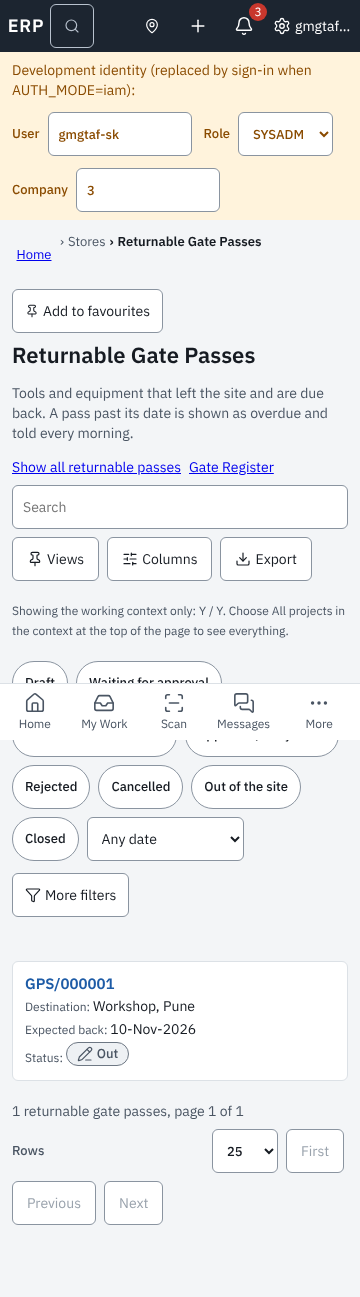 ERP
3
gmgtaf...
Development identity (replaced by sign-in when
AUTH_MODE=iam):
User gmgtaf-sk Role SYSADM
Company 3
Home › Stores › Returnable Gate Passes
Add to favourites
Returnable Gate Passes
Tools and equipment that left the site and are due
back. A pass past its date is shown as overdue and
told every morning.
Show all returnable passes Gate Register
Search
Views Columns Export
Showing the working context only: Y / Y. Choose All projects in
the context at the top of the page to see everything.
Draft Waiting for approval
Home My Work Scan Messages More
Rejected Cancelled Out of the site
Closed Any date
More filters
GPS/000001
Destination: Workshop, Pune
Expected back: 10-Nov-2026
Status: Out
1 returnable gate passes, page 1 of 1
Rows 25 First
Previous Next